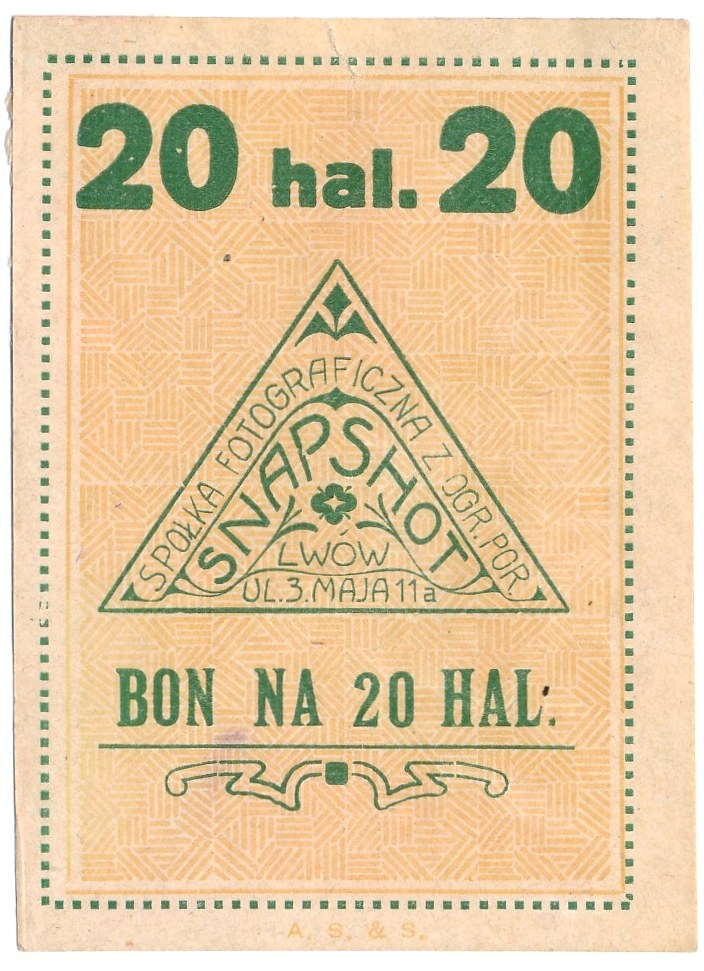 20 hal. 20
SPÓŁKA FOTOGRAFICZNA Z OGR. POR.
SNAPSHOT
LWÓW
UL. 3. MAJA 11a
BON NA 20 HAL.
A. S. & S.